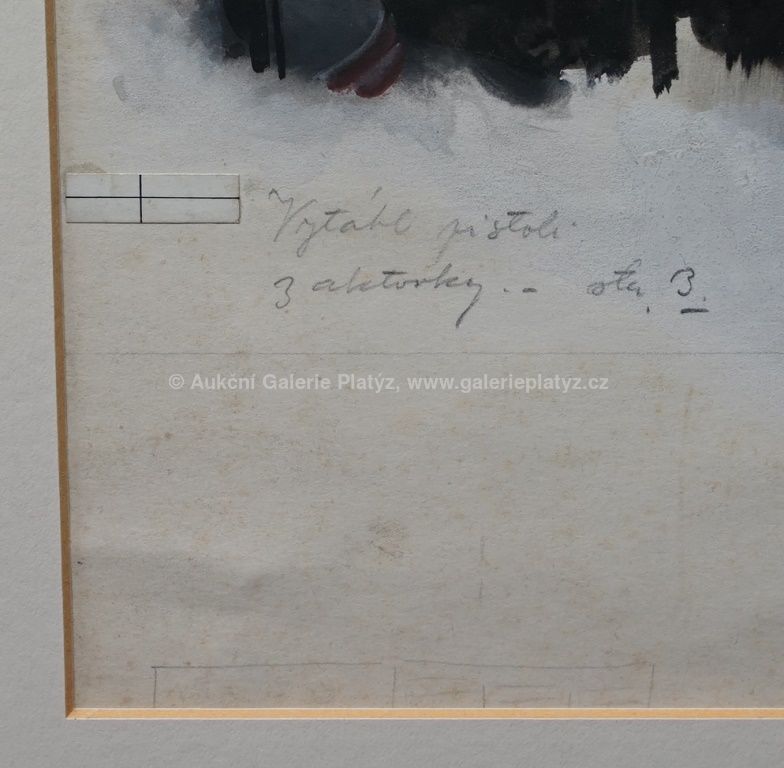 Vytáhl pistoli
z aktovky .. str. 3.
© Aukční Galerie Platýz, www.galerieplatyz.cz